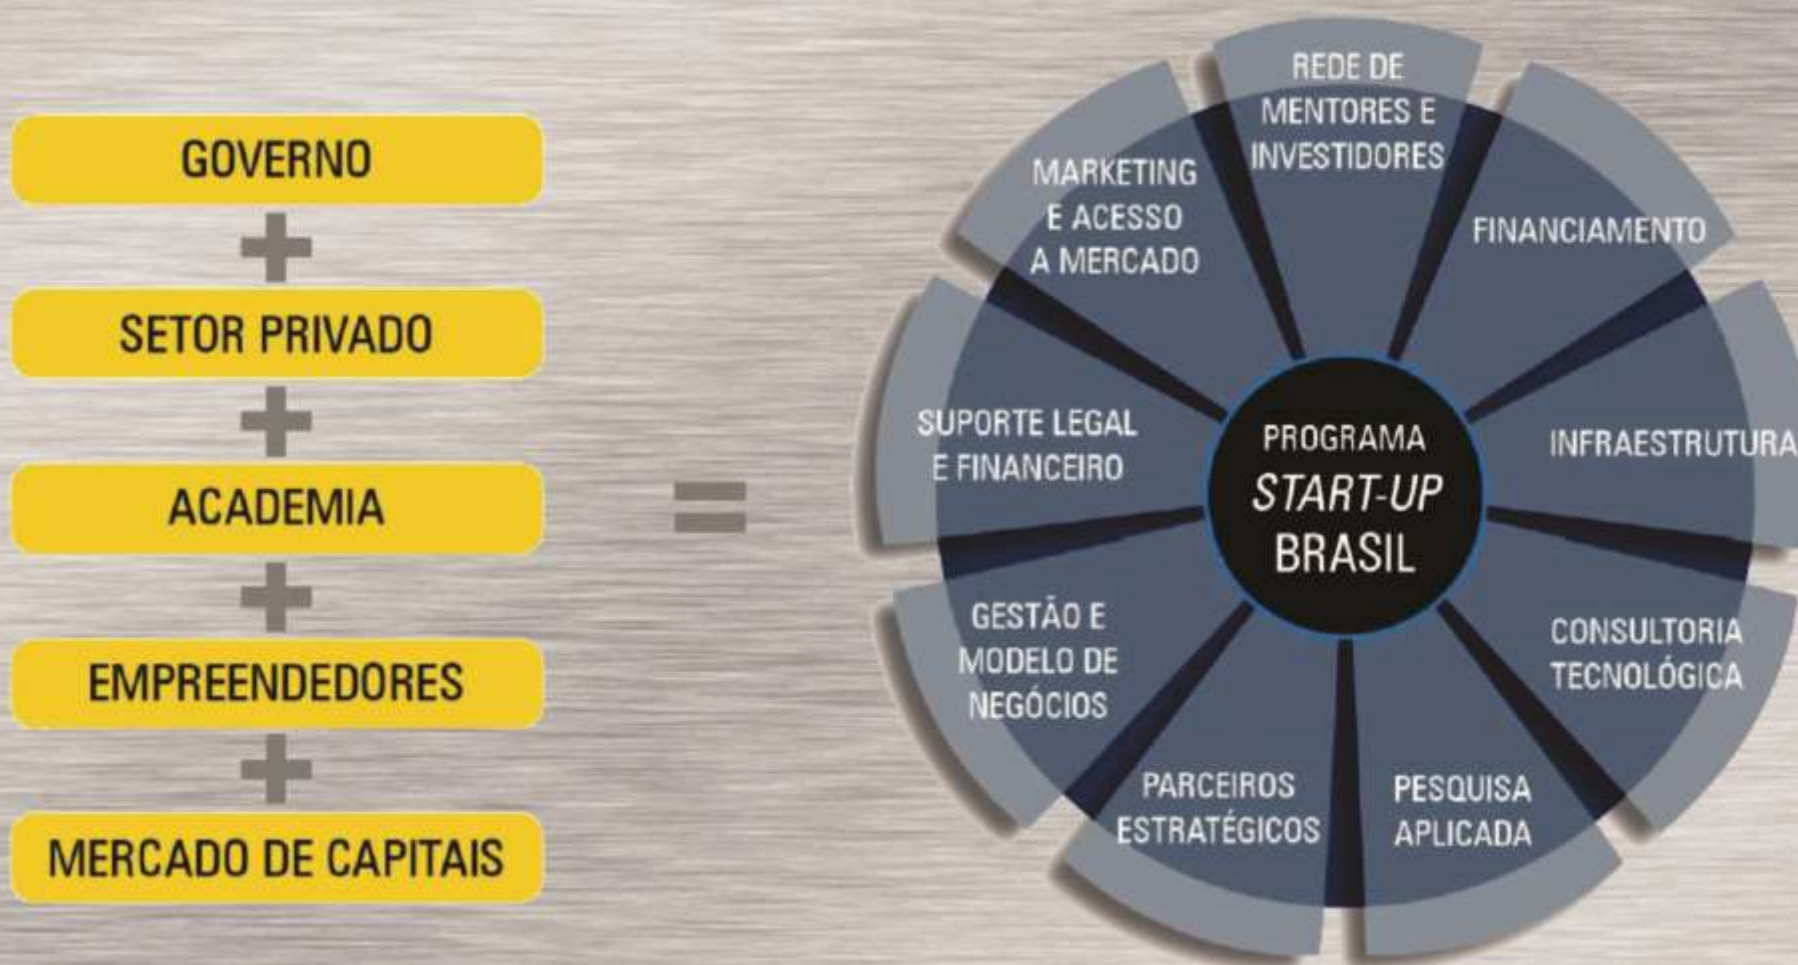 GOVERNO
+
SETOR PRIVADO
+
ACADEMIA
+
EMPREENDEDORES
+
MERCADO DE CAPITAIS
=
PROGRAMA
START-UP
BRASIL
REDE DE
MENTORES E
INVESTIDORES
FINANCIAMENTO
INFRAESTRUTURA
CONSULTORIA
TECNOLÓGICA
PESQUISA
APLICADA
PARCEIROS
ESTRATÉGICOS
GESTÃO E
MODELO DE
NEGÓCIOS
SUPORTE LEGAL
E FINANCEIRO
MARKETING
E ACESSO
A MERCADO